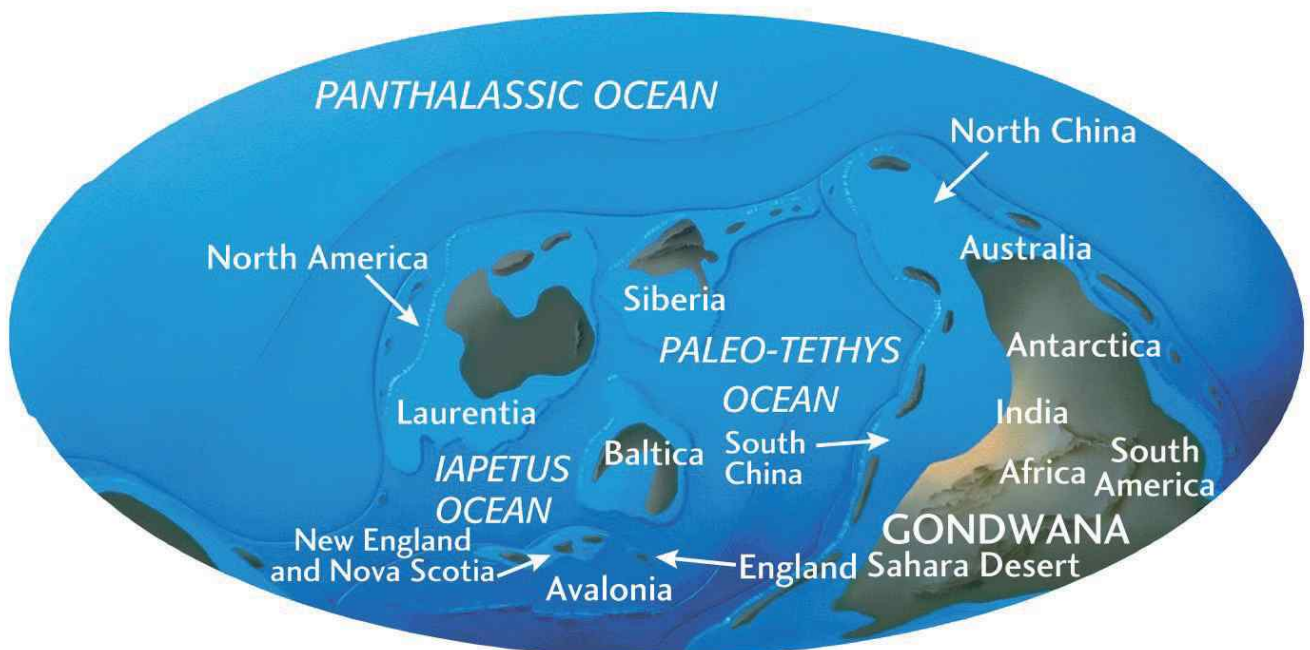 PANTHALASSIC OCEAN
North China
North America
Australia
Siberia
PALEO-TETHYS
OCEAN
Antarctica
Laurentia
India
South
China
Baltica
IAPETUS
OCEAN
Africa
South
America
GONDWANA
New England
and Nova Scotia
Avalonia
England
Sahara Desert